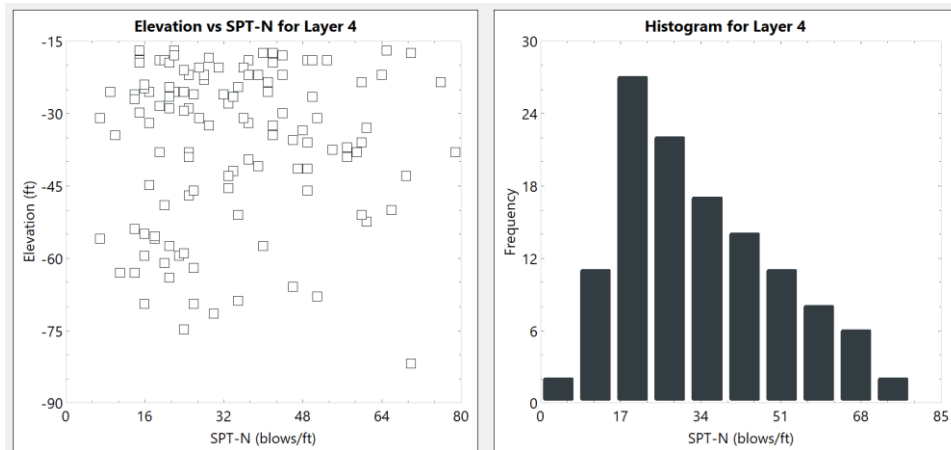 Elevation vs SPT-N for Layer 4
-15
-30
-45
-60
-75
-90
Elevation (ft)
0 16 32 48 64 80
SPT-N (blows/ft)
Histogram for Layer 4
30
24
18
12
6
0
Frequency
0 17 34 51 68 85
SPT-N (blows/ft)